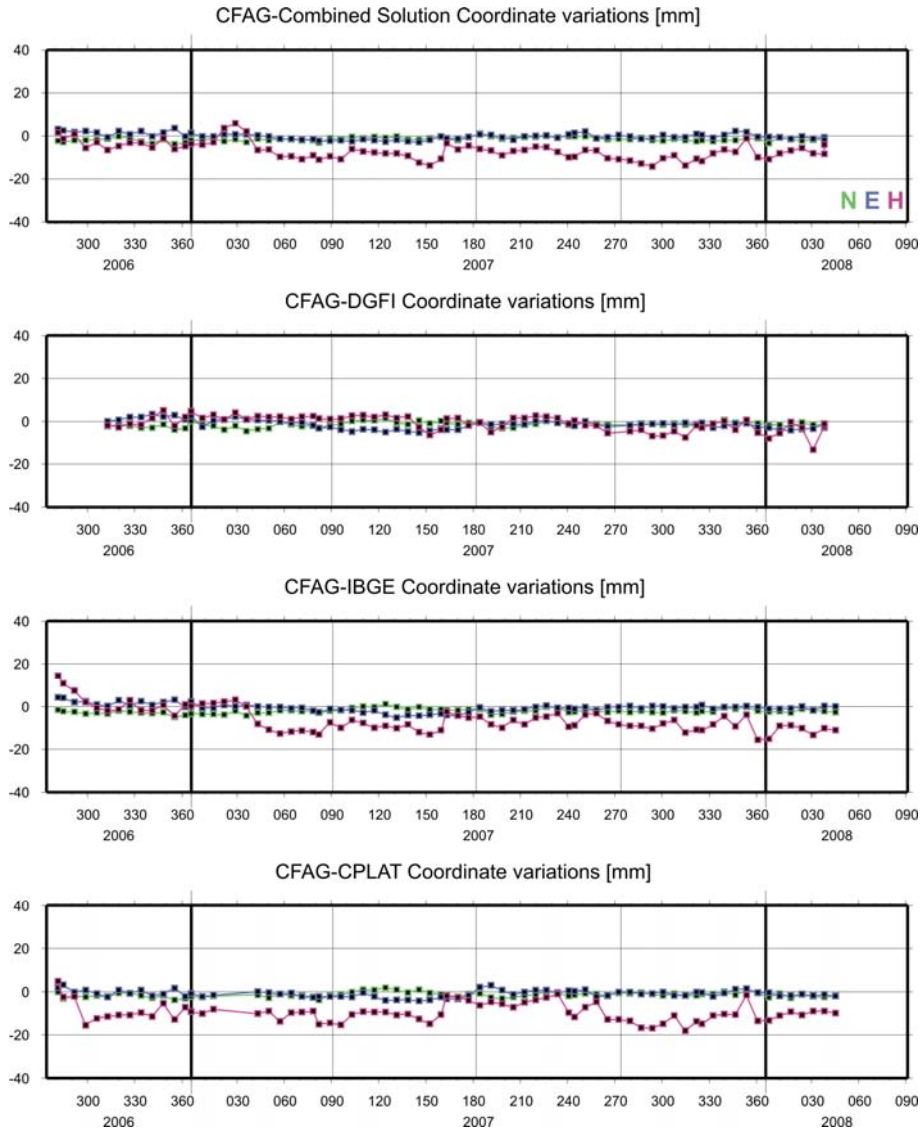 CFAG-Combined Solution Coordinate variations [mm]
40
20
0
-20
-40
N E H
300 330 360 030 060 090 120 150 180 210 240 270 300 330 360 030 060 090
2006 2007 2008
CFAG-DGFI Coordinate variations [mm]
40
20
0
-20
-40
300 330 360 030 060 090 120 150 180 210 240 270 300 330 360 030 060 090
2006 2007 2008
CFAG-IBGE Coordinate variations [mm]
40
20
0
-20
-40
300 330 360 030 060 090 120 150 180 210 240 270 300 330 360 030 060 090
2006 2007 2008
CFAG-CPLAT Coordinate variations [mm]
40
20
0
-20
-40
300 330 360 030 060 090 120 150 180 210 240 270 300 330 360 030 060 090
2006 2007 2008